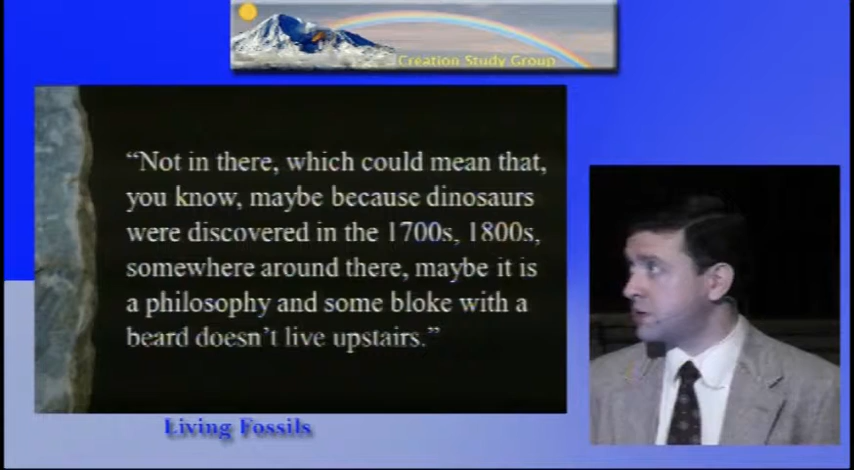 Creation Study Group
“Not in there, which could mean that,
you know, maybe because dinosaurs
were discovered in the 1700s, 1800s,
somewhere around there, maybe it is
a philosophy and some bloke with a
beard doesn’t live upstairs.”
Living Fossils